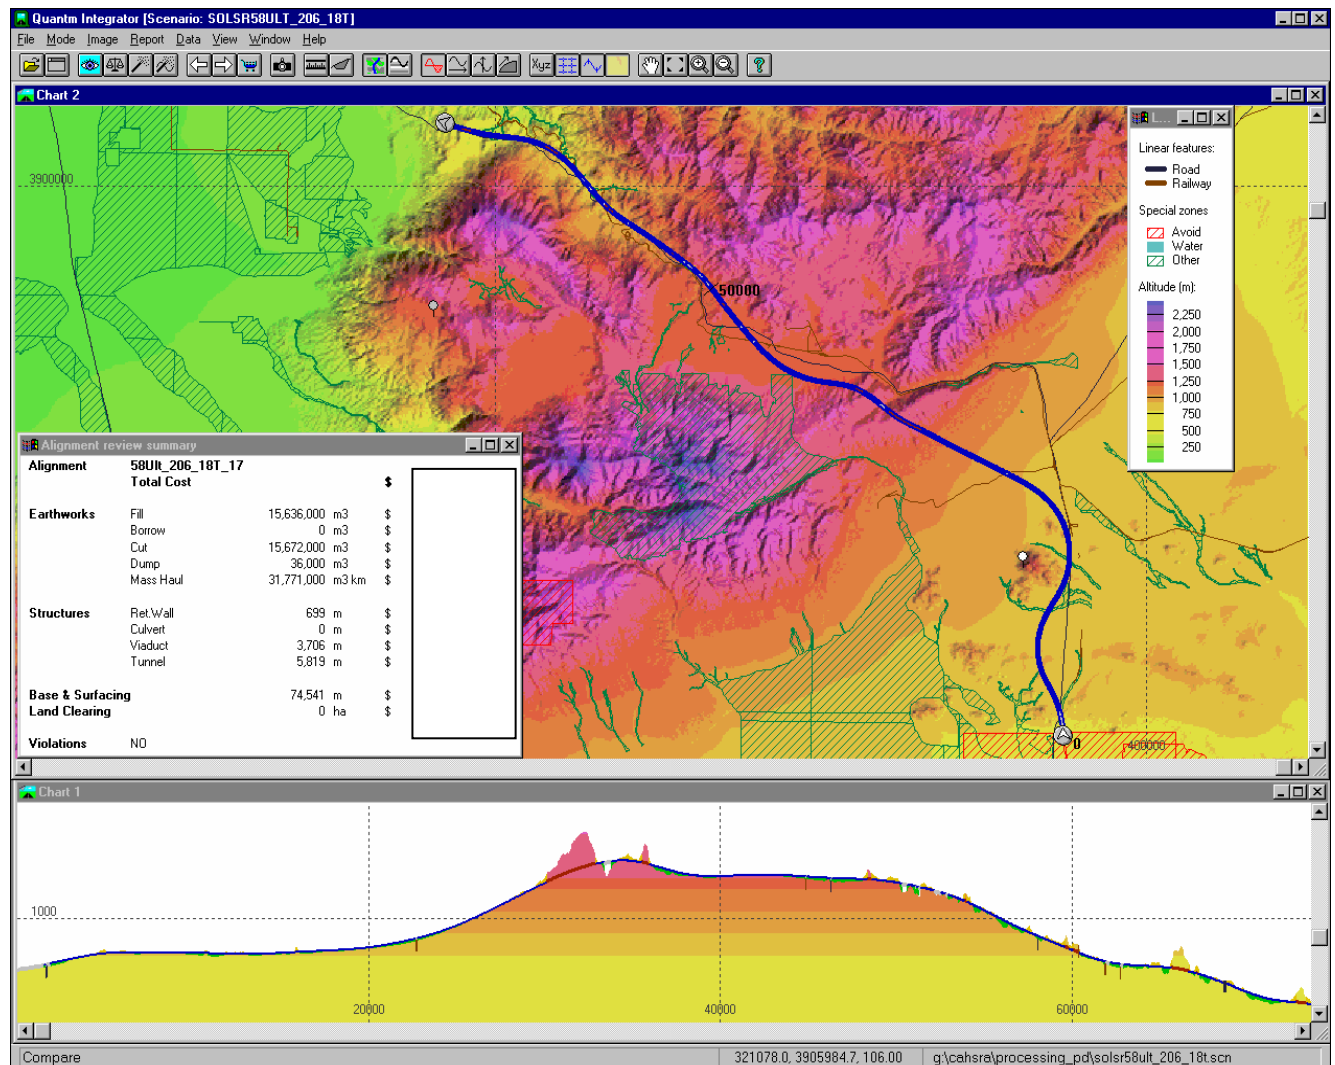 Quantm Integrator [Scenario: SOLSR58ULT_206_18T]
File Mode Image Report Data View Window Help
Xyz
Chart 2
3900000
50000
0
400000
L...
Linear features:
Road
Railway
Special zones
Avoid
Water
Other
Altitude (m):
2,250
2,000
1,750
1,500
1,250
1,000
750
500
250
Alignment review summary
Alignment 58Ult_206_18T_17
Total Cost $
Earthworks Fill 15,636,000 m3 $
Borrow 0 m3 $
Cut 15,672,000 m3 $
Dump 36,000 m3 $
Mass Haul 31,771,000 m3 km $
Structures Ret.Wall 699 m $
Culvert 0 m $
Viaduct 3,706 m $
Tunnel 5,819 m $
Base & Surfacing 74,541 m $
Land Clearing 0 ha $
Violations NO
Chart 1
1000
20000 40000 60000
Compare 321078.0, 3905984.7, 106.00 g:\cahsra\processing_pd\solsr58ult_206_18t.scn